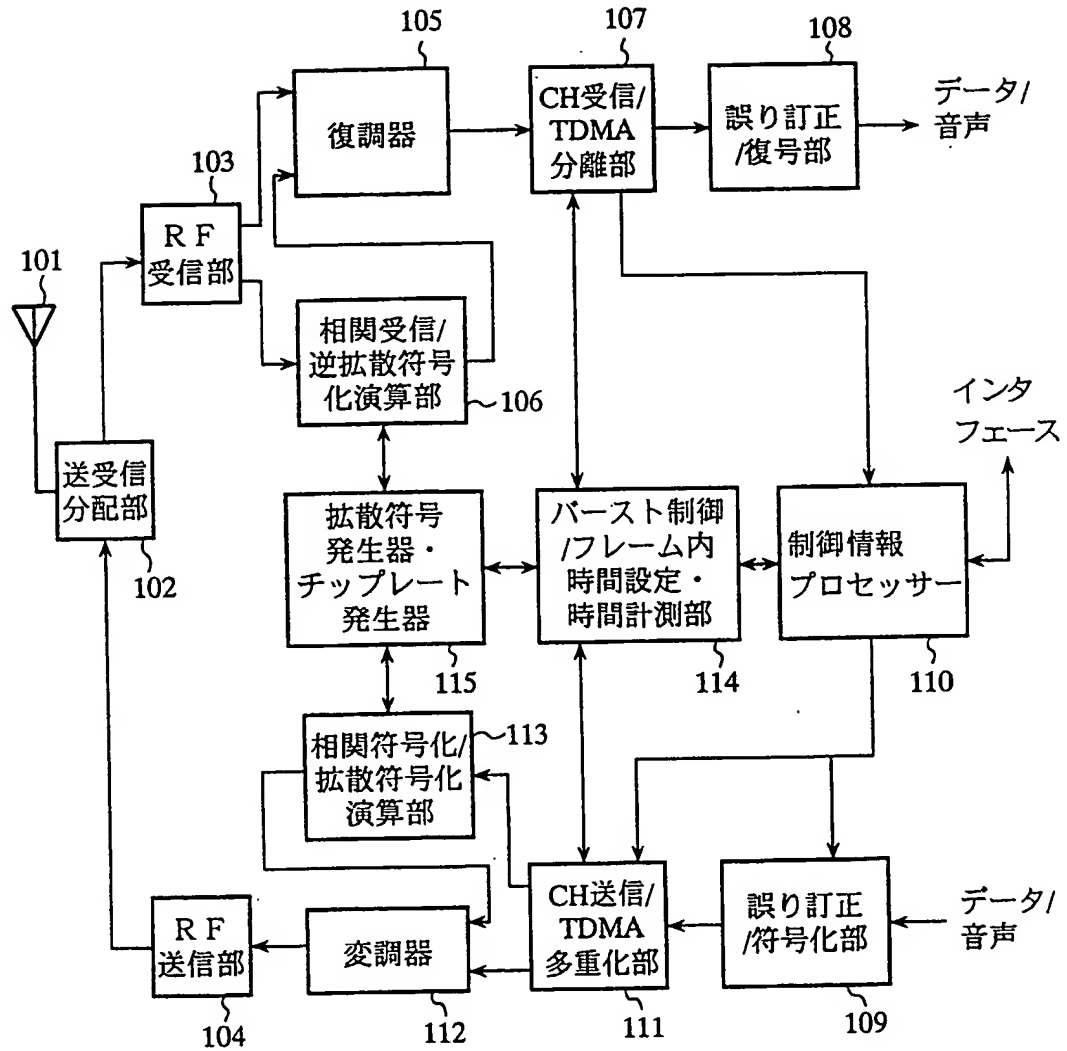 105
107
108
復調器
CH受信/
TDMA
分離部
誤り訂正
/復号部
データ/
音声
103
R F
受信部
101
相関受信/
逆拡散符号
化演算部
106
インタ
フェース
送受信
分配部
102
拡散符号
発生器・
チップレート
発生器
115
バースト制御
/フレーム内
時間設定・
時間計測部
114
制御情報
プロセッサー
110
相関符号化/
拡散符号化
演算部
113
R F
送信部
104
変調器
112
CH送信/
TDMA
多重化部
111
誤り訂正
/符号化部
109
データ/
音声